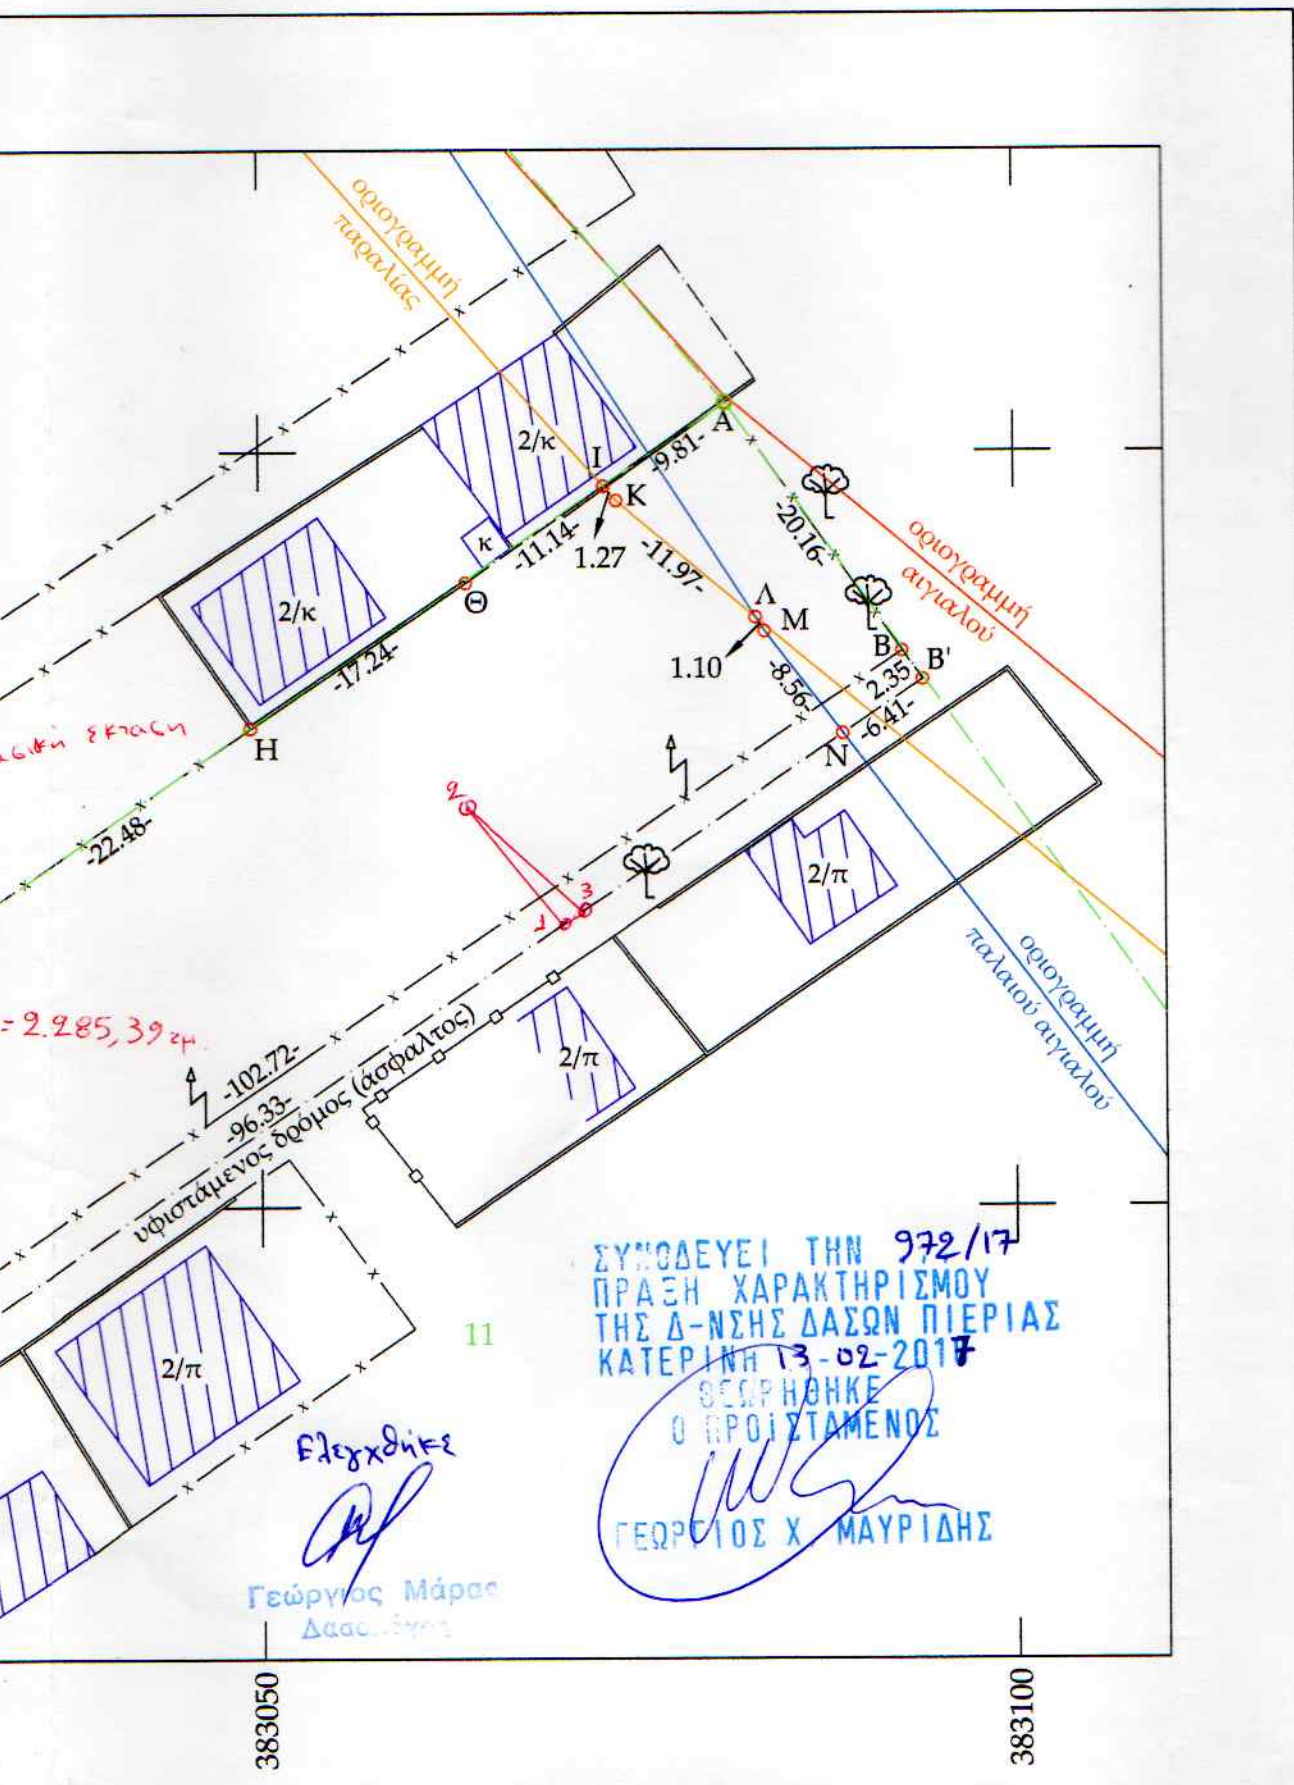 οριογραμμή
παραλίας
2/κ
Ι
Κ
Α
-9.81-
κ
-11.14-
1.27
-11.97-
-20.16-
οριογραμμή
αιγιαλού
2/κ
Θ
-17.24-
Λ
Μ
1.10
-8.56-
Β
Β'
2.35
-6.41-
Ν
έκταση
Η
-22.48-
2
3
1
2/π
οριογραμμή
παλαιού αιγιαλού
= 2.285,39 τμ.
2/π
-102.72-
-96.33-
υφιστάμενος δρόμος (άσφαλτος)
2/π
11
ΣΥΝΟΔΕΥΕΙ ΤΗΝ 972/17
ΠΡΑΞΗ ΧΑΡΑΚΤΗΡΙΣΜΟΥ
ΤΗΣ Δ-ΝΣΗΣ ΔΑΣΩΝ ΠΙΕΡΙΑΣ
ΚΑΤΕΡΙΝΗ 13-02-2017
ΘΕΩΡΗΘΗΚΕ
Ο ΠΡΟΪΣΤΑΜΕΝΟΣ
ΓΕΩΡΓΙΟΣ Χ. ΜΑΥΡΙΔΗΣ
Ελεγχθηκε
Γεώργιος Μάρας
383050
383100